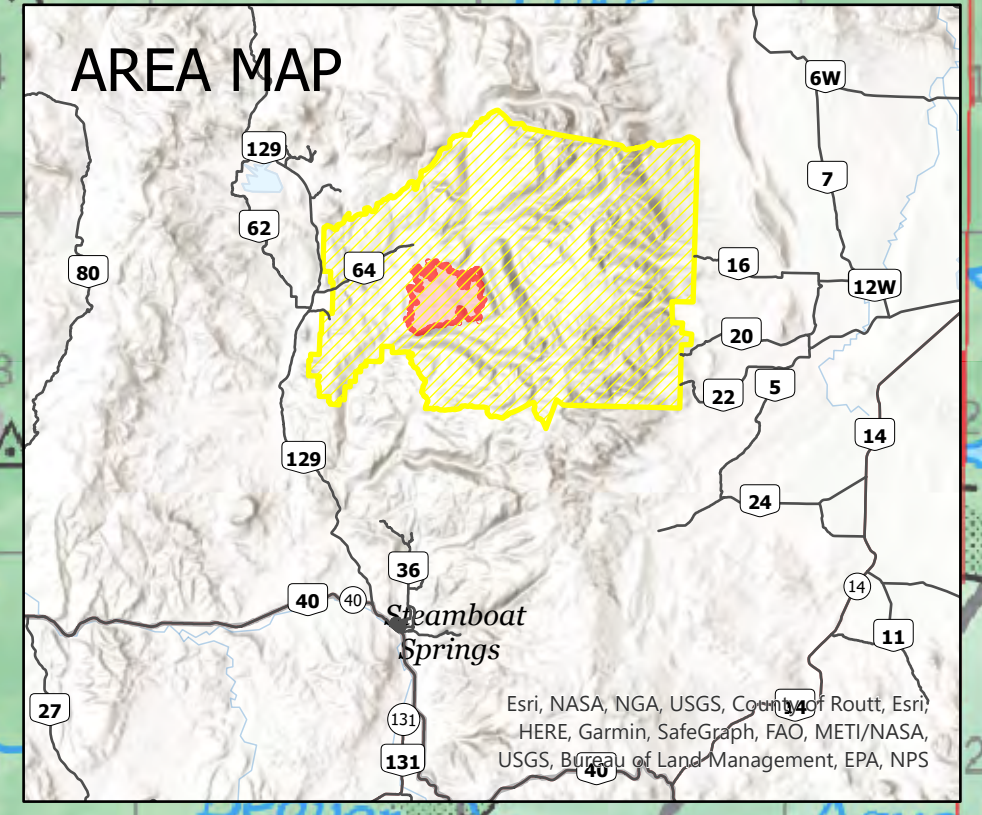 AREA MAP
6W
129
7
62
80
64
16
12W
20
22
5
14
129
24
36
14
40
40
Steamboat
Springs
11
27
14
131
131
40
Esri, NASA, NGA, USGS, County of Routt, Esri,
HERE, Garmin, SafeGraph, FAO, METI/NASA,
USGS, Bureau of Land Management, EPA, NPS